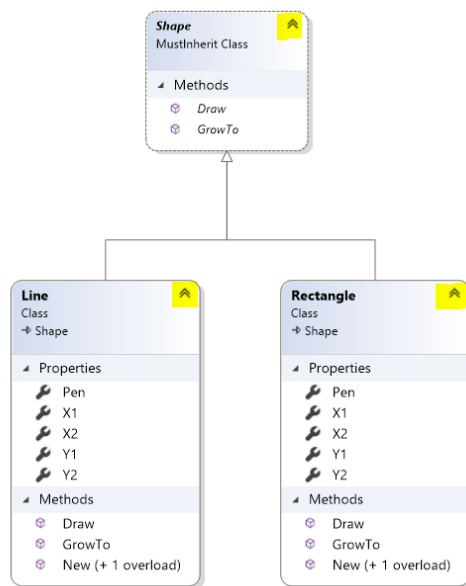 Shape
MustInherit Class
Methods
Draw
GrowTo
Line
Class
Shape
Properties
Pen
X1
X2
Y1
Y2
Methods
Draw
GrowTo
New (+ 1 overload)
Rectangle
Class
Shape
Properties
Pen
X1
X2
Y1
Y2
Methods
Draw
GrowTo
New (+ 1 overload)